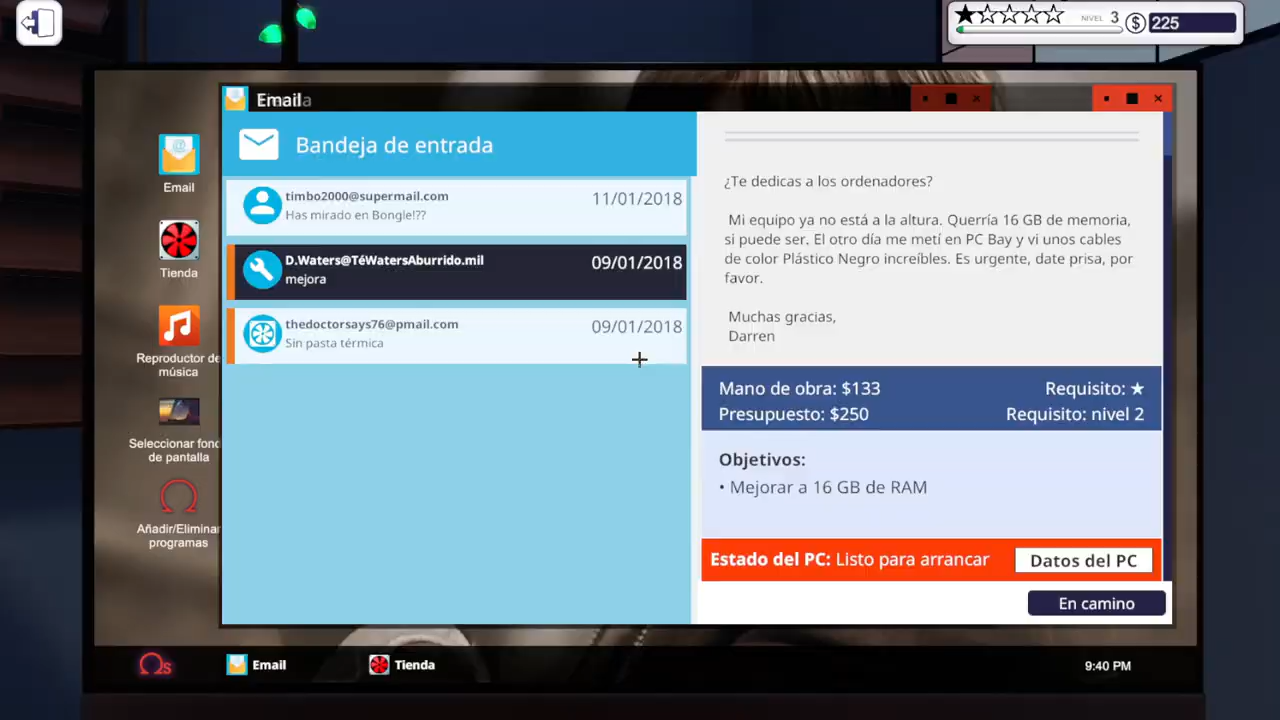 NIVEL 3
$ 225
Email
Email
Tienda
Reproductor de
música
Seleccionar fond
de pantalla
Añadir/Eliminar
programas
Bandeja de entrada
timbo2000@supermail.com 11/01/2018
Has mirado en Bongle!??
D.Waters@TéWatersAburrido.mil 09/01/2018
mejora
thedoctorsays76@pmail.com 09/01/2018
Sin pasta térmica
¿Te dedicas a los ordenadores?
Mi equipo ya no está a la altura. Querría 16 GB de memoria,
si puede ser. El otro día me metí en PC Bay y vi unos cables
de color Plástico Negro increíbles. Es urgente, date prisa, por
favor.
Muchas gracias,
Darren
Mano de obra: $133 Requisito: ★
Presupuesto: $250 Requisito: nivel 2
Objetivos:
• Mejorar a 16 GB de RAM
Estado del PC: Listo para arrancar Datos del PC
En camino
Ωs Email Tienda 9:40 PM